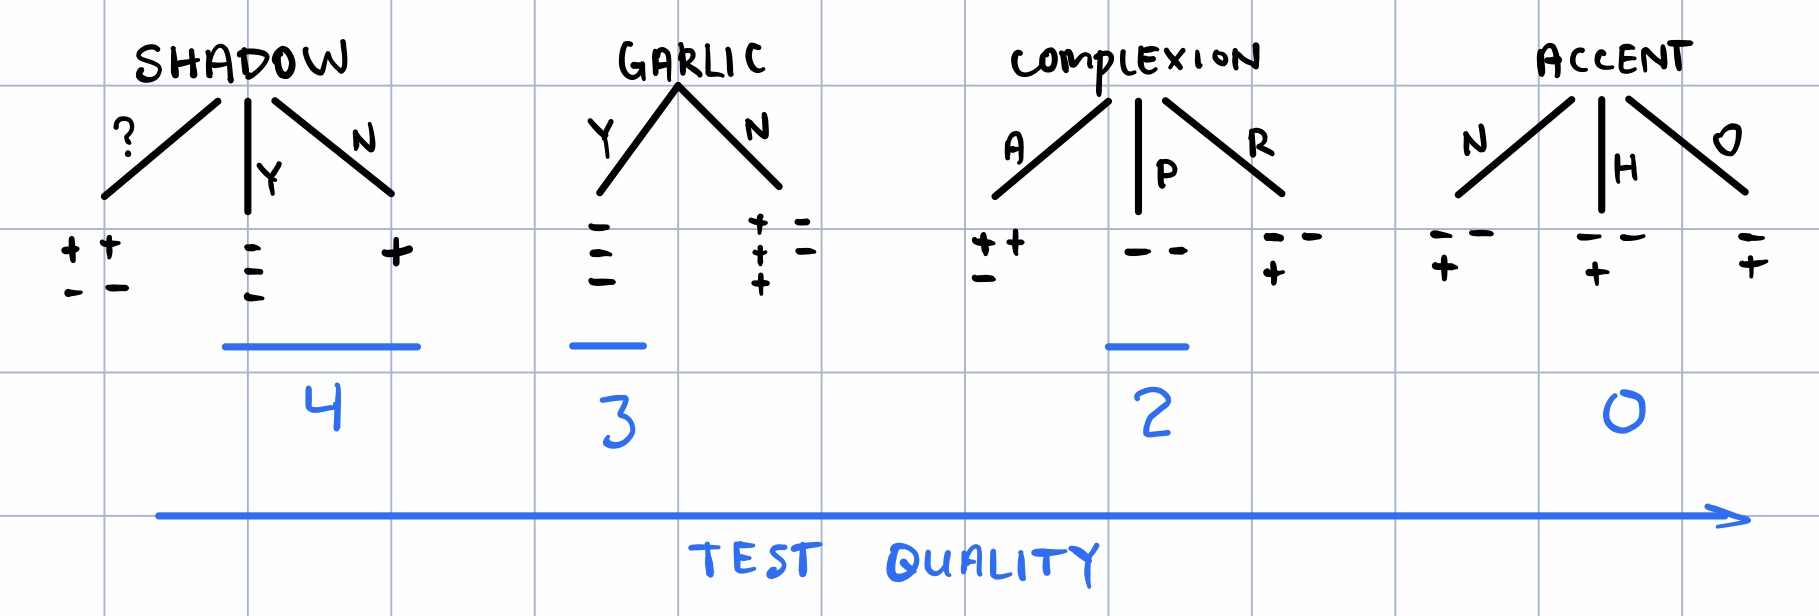 SHADOW GARLIC COMPLEXION ACCENT
? Y N Y N A P R N H O
+ + - + - + + - - - - - - - - -
- - - - + - - - + + + +
- - + - -
4 3 2 0
TEST QUALITY